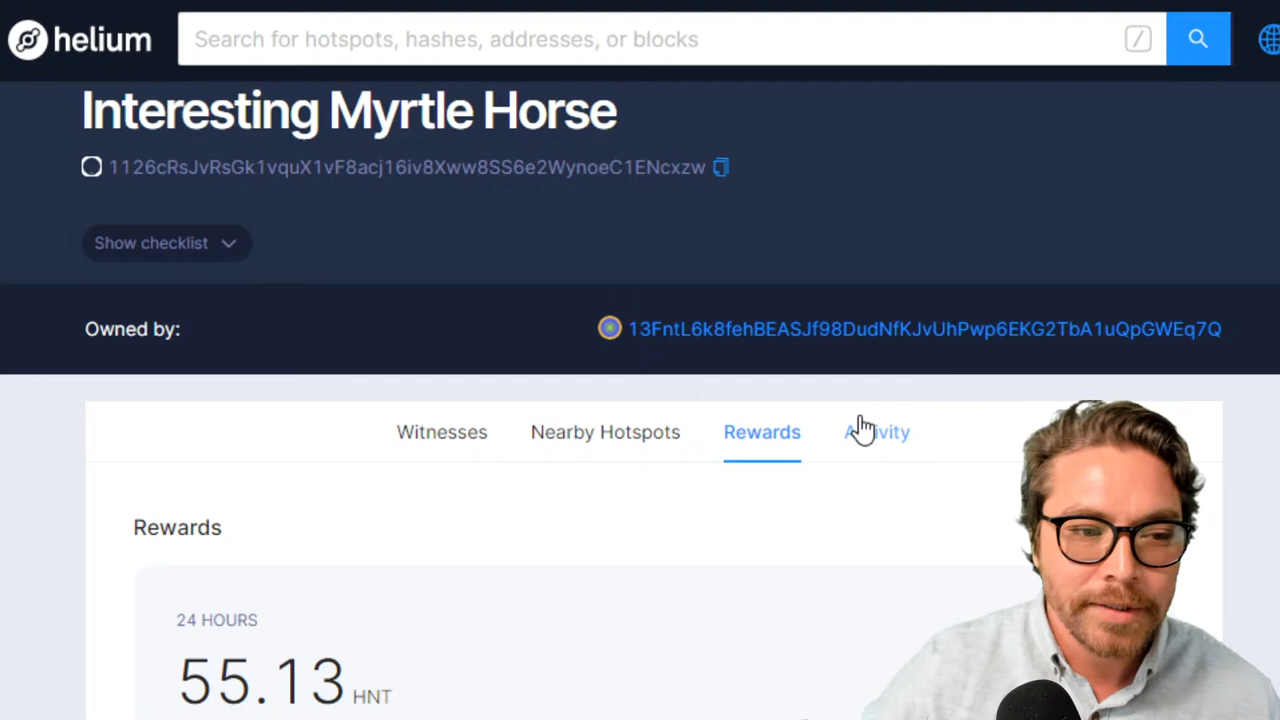 helium
Search for hotspots, hashes, addresses, or blocks
/
Interesting Myrtle Horse
1126cRsJvRsGk1vquX1vF8acj16iv8Xww8SS6e2WynoeC1ENcxzw
Show checklist
Owned by:
13FntL6k8fehBEASJf98DudNfKJvUhPwp6EKG2TbA1uQpGWEq7Q
Witnesses
Nearby Hotspots
Rewards
Activity
Rewards
24 HOURS
55.13 HNT